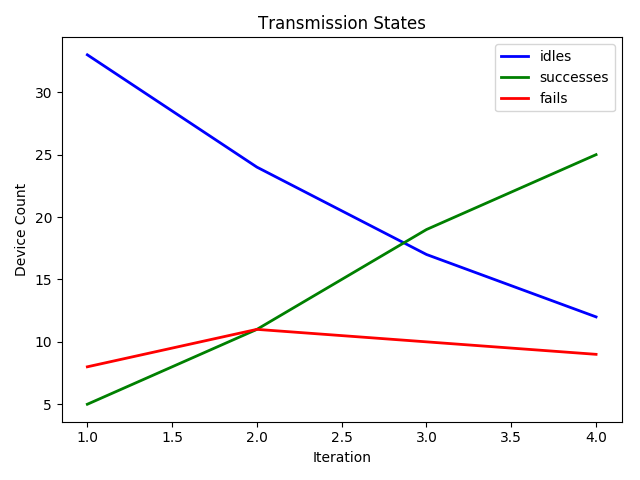 Transmission States
idles
successes
fails
Device Count
30
25
20
15
10
5
1.0 1.5 2.0 2.5 3.0 3.5 4.0
Iteration